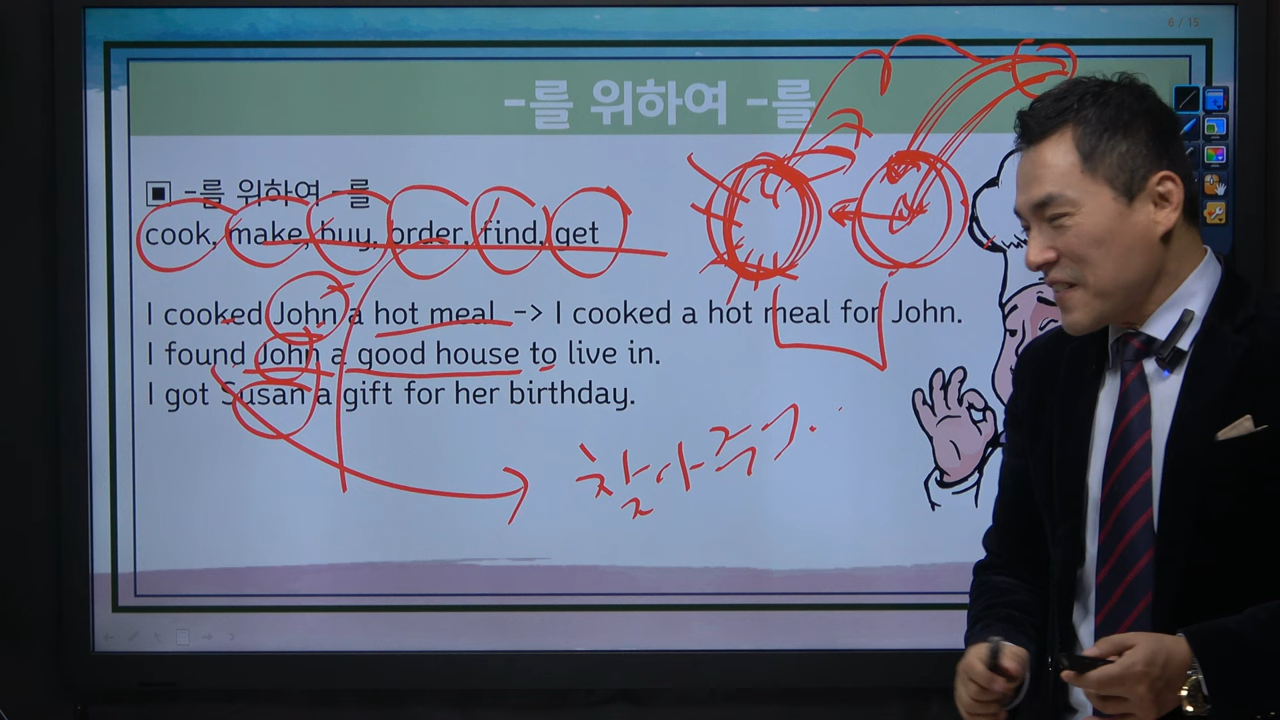 6 / 15
-를 위하여 -를
▣ -를 위하여 -를
cook, make, buy, order, find, get
I cooked John a hot meal -> I cooked a hot meal for John.
I found John a good house to live in.
I got Susan a gift for her birthday.
찾아주기.